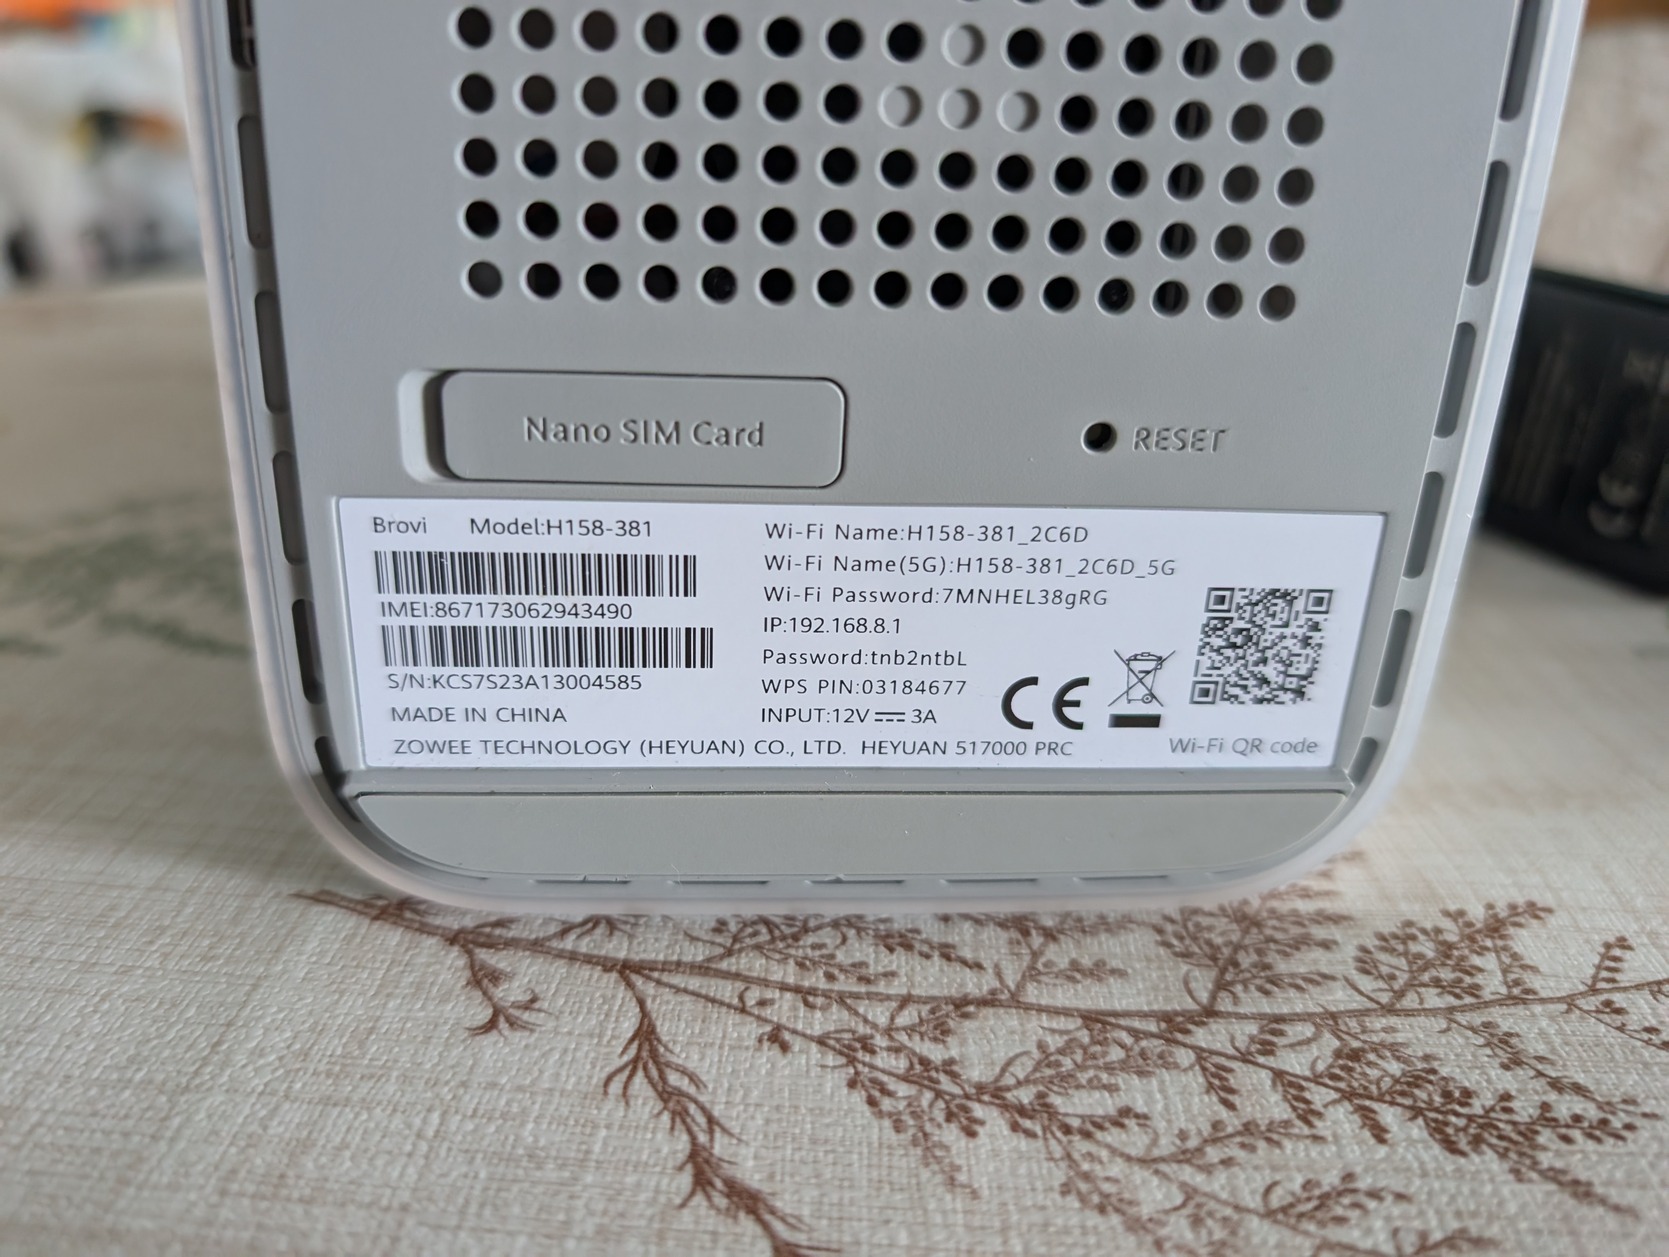 Nano SIM Card
RESET
Brovi Model:H158-381
IMEI:867173062943490
S/N:KCS7S23A13004585
MADE IN CHINA
Wi-Fi Name:H158-381_2C6D
Wi-Fi Name(5G):H158-381_2C6D_5G
Wi-Fi Password:7MNHEL38gRG
IP:192.168.8.1
Password:tnb2ntbL
WPS PIN:03184677
INPUT:12V 3A
CE
Wi-Fi QR code
ZOWEE TECHNOLOGY (HEYUAN) CO., LTD. HEYUAN 517000 PRC